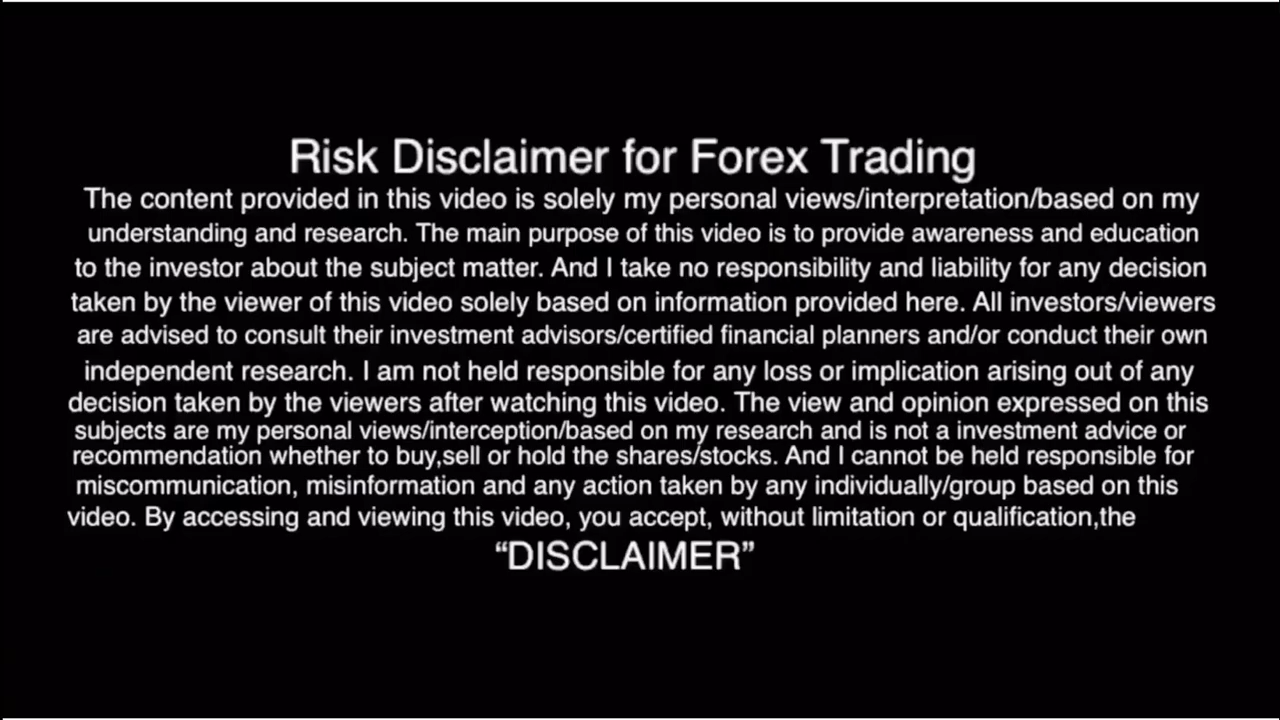 Risk Disclaimer for Forex Trading
The content provided in this video is solely my personal views/interpretation/based on my
understanding and research. The main purpose of this video is to provide awareness and education
to the investor about the subject matter. And I take no responsibility and liability for any decision
taken by the viewer of this video solely based on information provided here. All investors/viewers
are advised to consult their investment advisors/certified financial planners and/or conduct their own
independent research. I am not held responsible for any loss or implication arising out of any
decision taken by the viewers after watching this video. The view and opinion expressed on this
subjects are my personal views/interception/based on my research and is not a investment advice or
recommendation whether to buy,sell or hold the shares/stocks. And I cannot be held responsible for
miscommunication, misinformation and any action taken by any individually/group based on this
video. By accessing and viewing this video, you accept, without limitation or qualification,the
“DISCLAIMER”